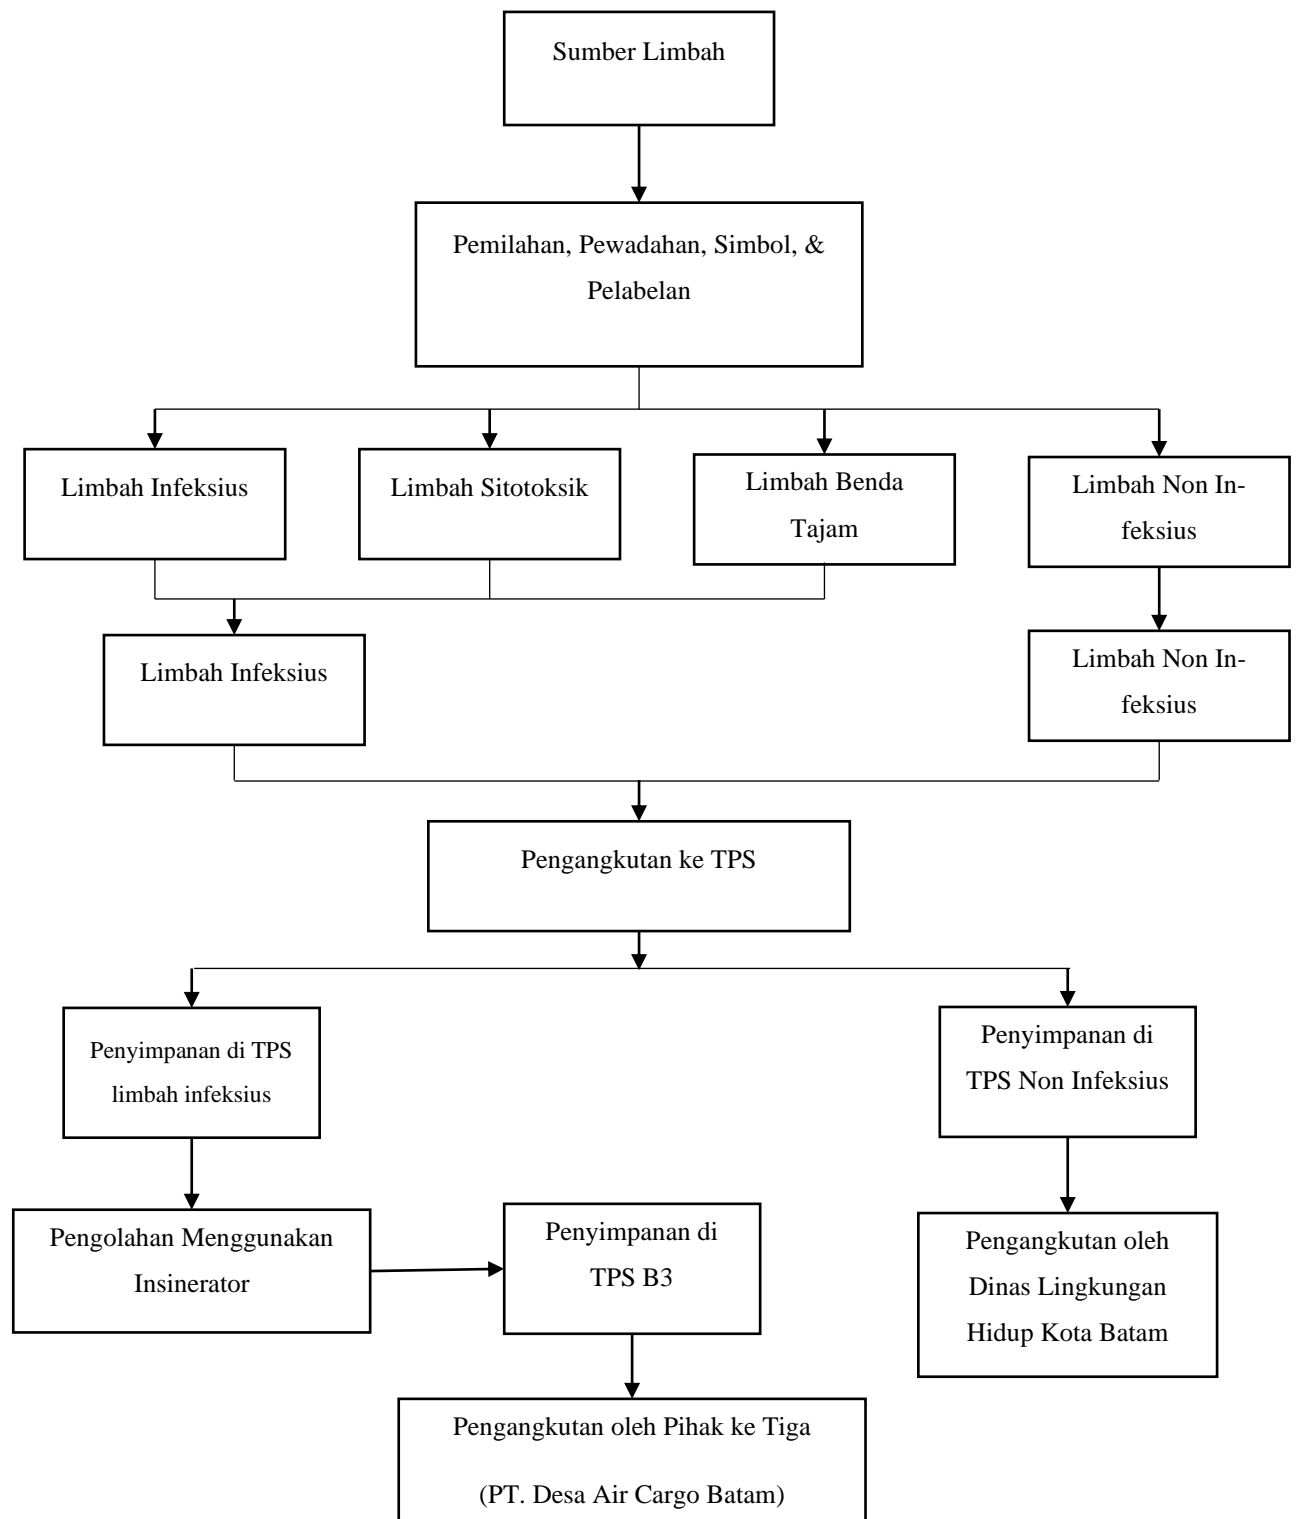 Sumber Limbah
Pemilahan, Pewadahan, Simbol, &
Pelabelan
Limbah Infeksius
Limbah Sitotoksik
Limbah Benda
Tajam
Limbah Non In-
feksius
Limbah Infeksius
Limbah Non In-
feksius
Pengangkutan ke TPS
Penyimpanan di TPS
limbah infeksius
Penyimpanan di
TPS Non Infeksius
Pengolahan Menggunakan
Insinerator
Penyimpanan di
TPS B3
Pengangkutan oleh
Dinas Lingkungan
Hidup Kota Batam
Pengangkutan oleh Pihak ke Tiga
(PT. Desa Air Cargo Batam)